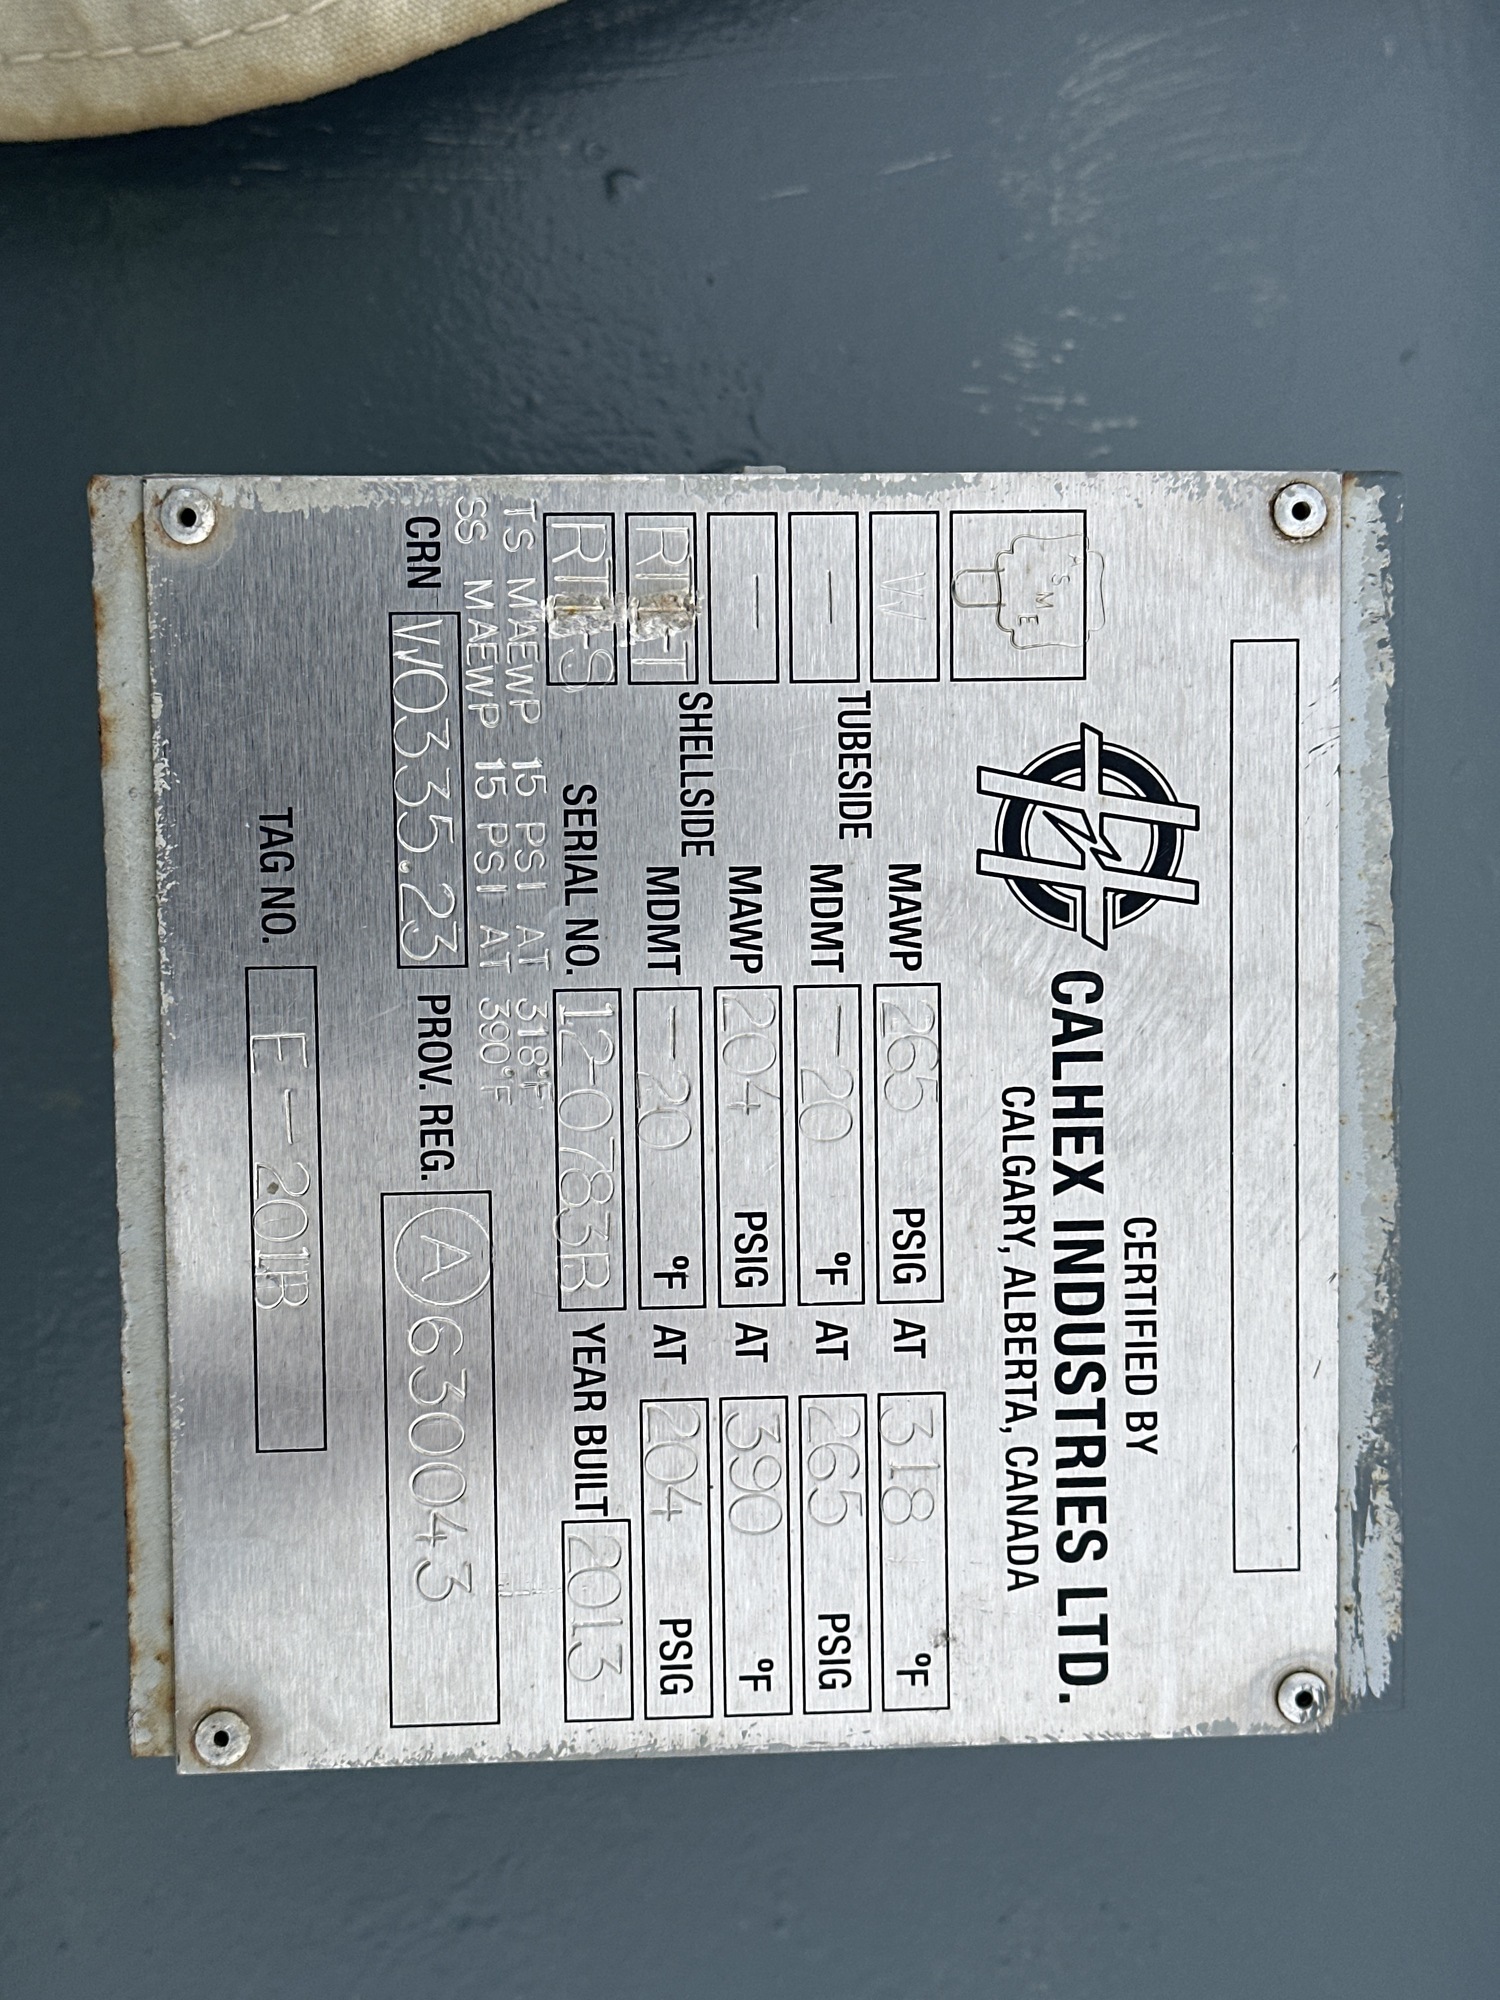 CERTIFIED BY
CALHEX INDUSTRIES LTD.
CALGARY, ALBERTA, CANADA
ASME
W
TUBESIDE
MAWP 265 PSIG AT 318 °F
- MDMT -20 °F AT 265 PSIG
SHELLSIDE
- MAWP 204 PSIG AT 390 °F
RT-T MDMT -20 °F AT 204 PSIG
RT-S SERIAL NO. 12-0783B YEAR BUILT 2013
TS MAEWP 15 PSI AT 318°F
SS MAEWP 15 PSI AT 390°F
CRN W0335.23 PROV. REG. A 630043
TAG NO. E-201B